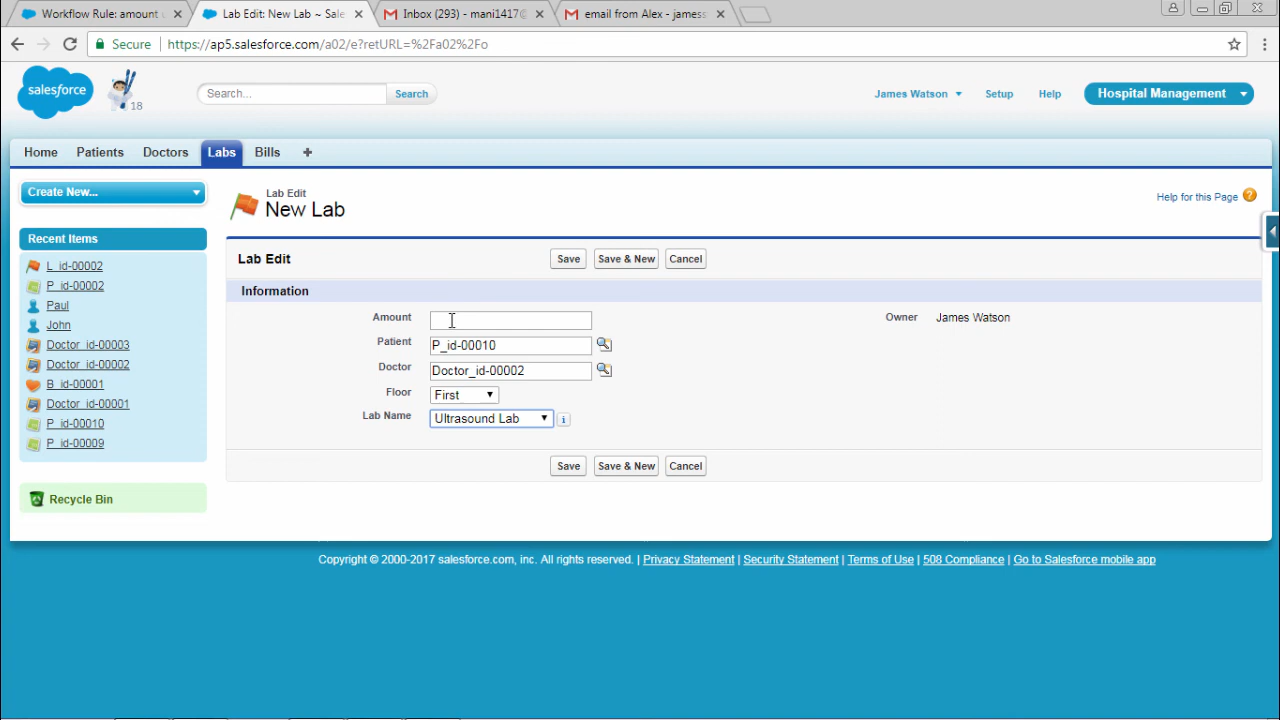 Workflow Rule: amount u
Lab Edit: New Lab ~ Sale
Inbox (293) - mani1417@
email from Alex - jamess
Secure
https://ap5.salesforce.com/a02/e?retURL=%2Fa02%2Fo
salesforce
18
Search...
Search
James Watson
Setup
Help
Hospital Management
Home
Patients
Doctors
Labs
Bills
+
Create New...
Recent Items
L_id-00002
P_id-00002
Paul
John
Doctor_id-00003
Doctor_id-00002
B_id-00001
Doctor_id-00001
P_id-00010
P_id-00009
Recycle Bin
Lab Edit
New Lab
Help for this Page ?
Lab Edit
Save
Save & New
Cancel
Information
Amount
Owner James Watson
Patient P_id-00010
Doctor Doctor_id-00002
Floor First
Lab Name Ultrasound Lab i
Save
Save & New
Cancel
Copyright © 2000-2017 salesforce.com, inc. All rights reserved. | Privacy Statement | Security Statement | Terms of Use | 508 Compliance | Go to Salesforce mobile app